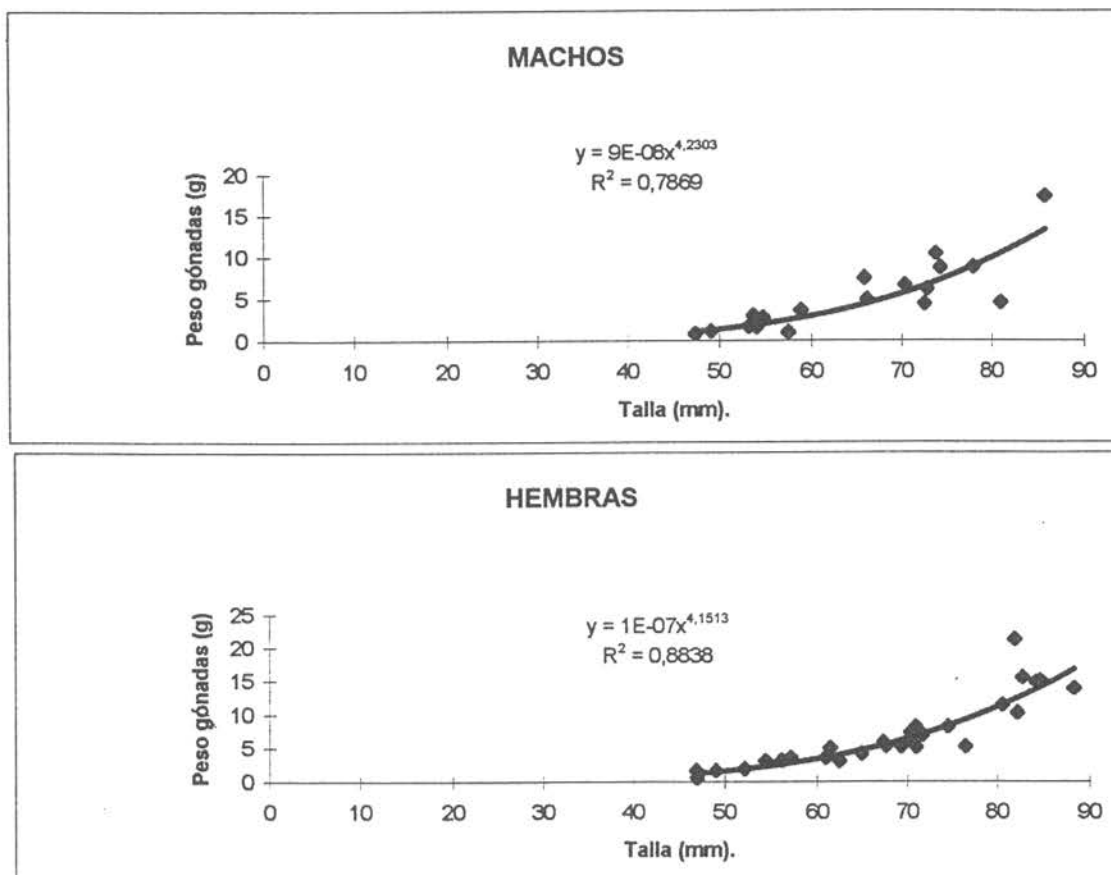 MACHOS
y = 9E-08x^4,2303
R² = 0,7869
Peso gónadas (g)
20
15
10
5
0
0 10 20 30 40 50 60 70 80 90
Talla (mm).
HEMBRAS
y = 1E-07x^4,1513
R² = 0,8838
Peso gónadas (g)
25
20
15
10
5
0
0 10 20 30 40 50 60 70 80 90
Talla (mm).